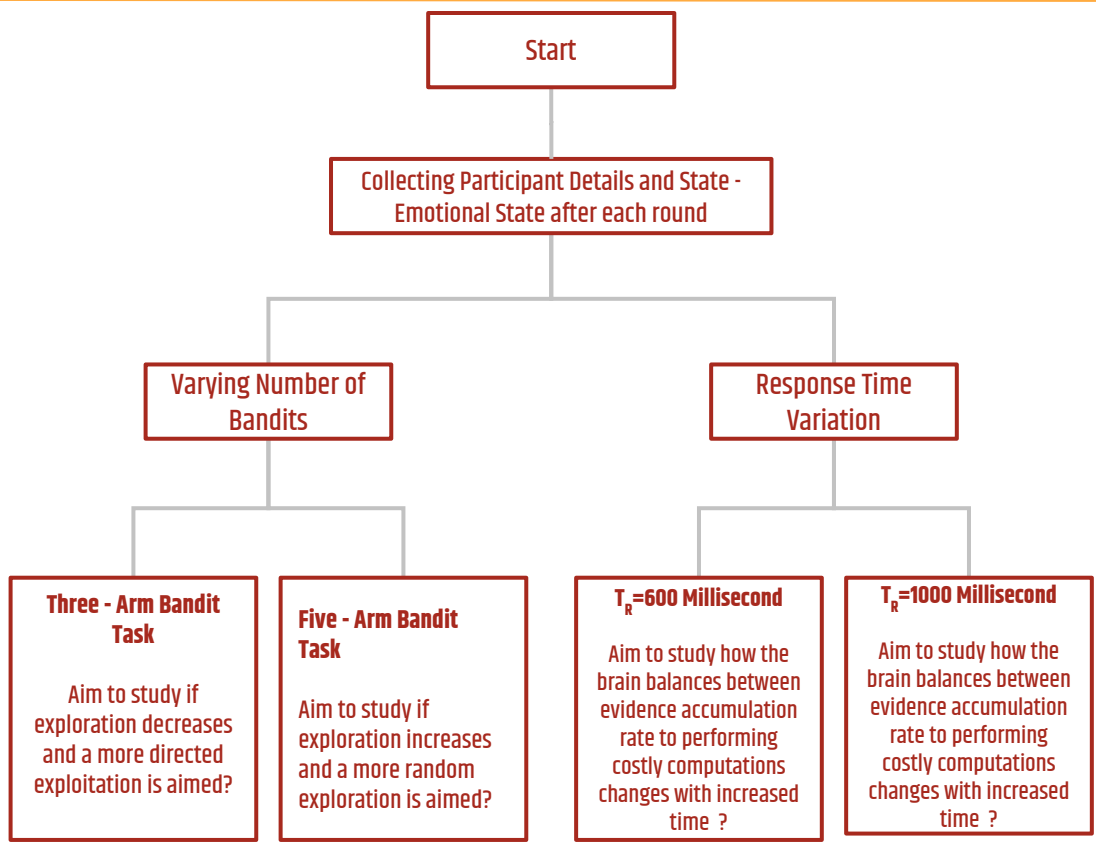 Start
Collecting Participant Details and State -
Emotional State after each round
Varying Number of
Bandits
Response Time
Variation
Three - Arm Bandit
Task
Aim to study if
exploration decreases
and a more directed
exploitation is aimed?
Five - Arm Bandit
Task
Aim to study if
exploration increases
and a more random
exploration is aimed?
T_R=600 Millisecond
Aim to study how the
brain balances between
evidence accumulation
rate to performing
costly computations
changes with increased
time ?
T_R=1000 Millisecond
Aim to study how the
brain balances between
evidence accumulation
rate to performing
costly computations
changes with increased
time ?